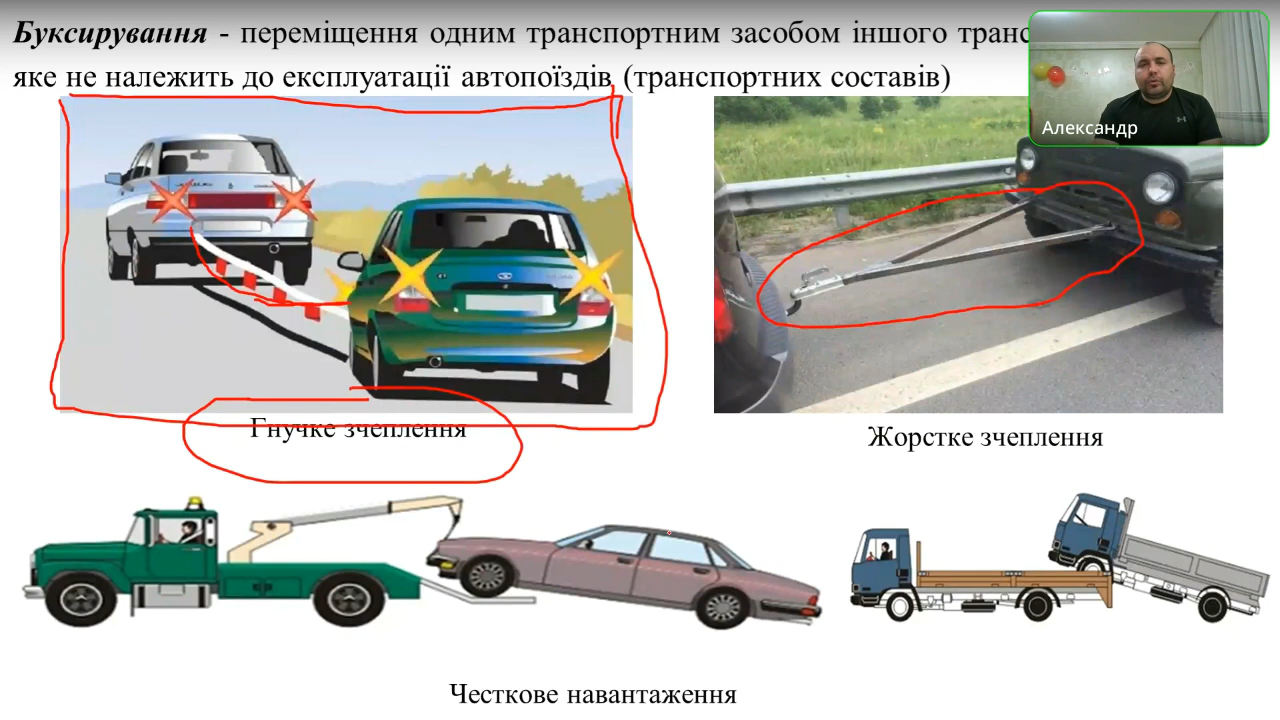 Буксирування - переміщення одним транспортним засобом іншого транс
яке не належить до експлуатації автопоїздів (транспортних составів)
Александр
Гнучке зчеплення
Жорстке зчеплення
Честкове навантаження